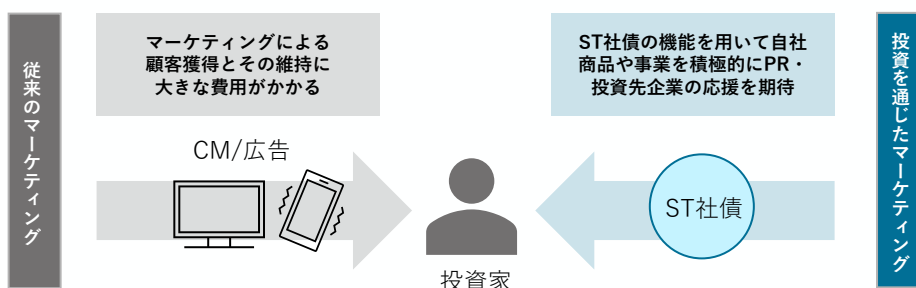 従来のマーケティング
マーケティングによる
顧客獲得とその維持に
大きな費用がかかる
CM/広告
投資家
ST社債の機能を用いて自社
商品や事業を積極的にPR・
投資先企業の応援を期待
ST社債
投資を通じたマーケティング